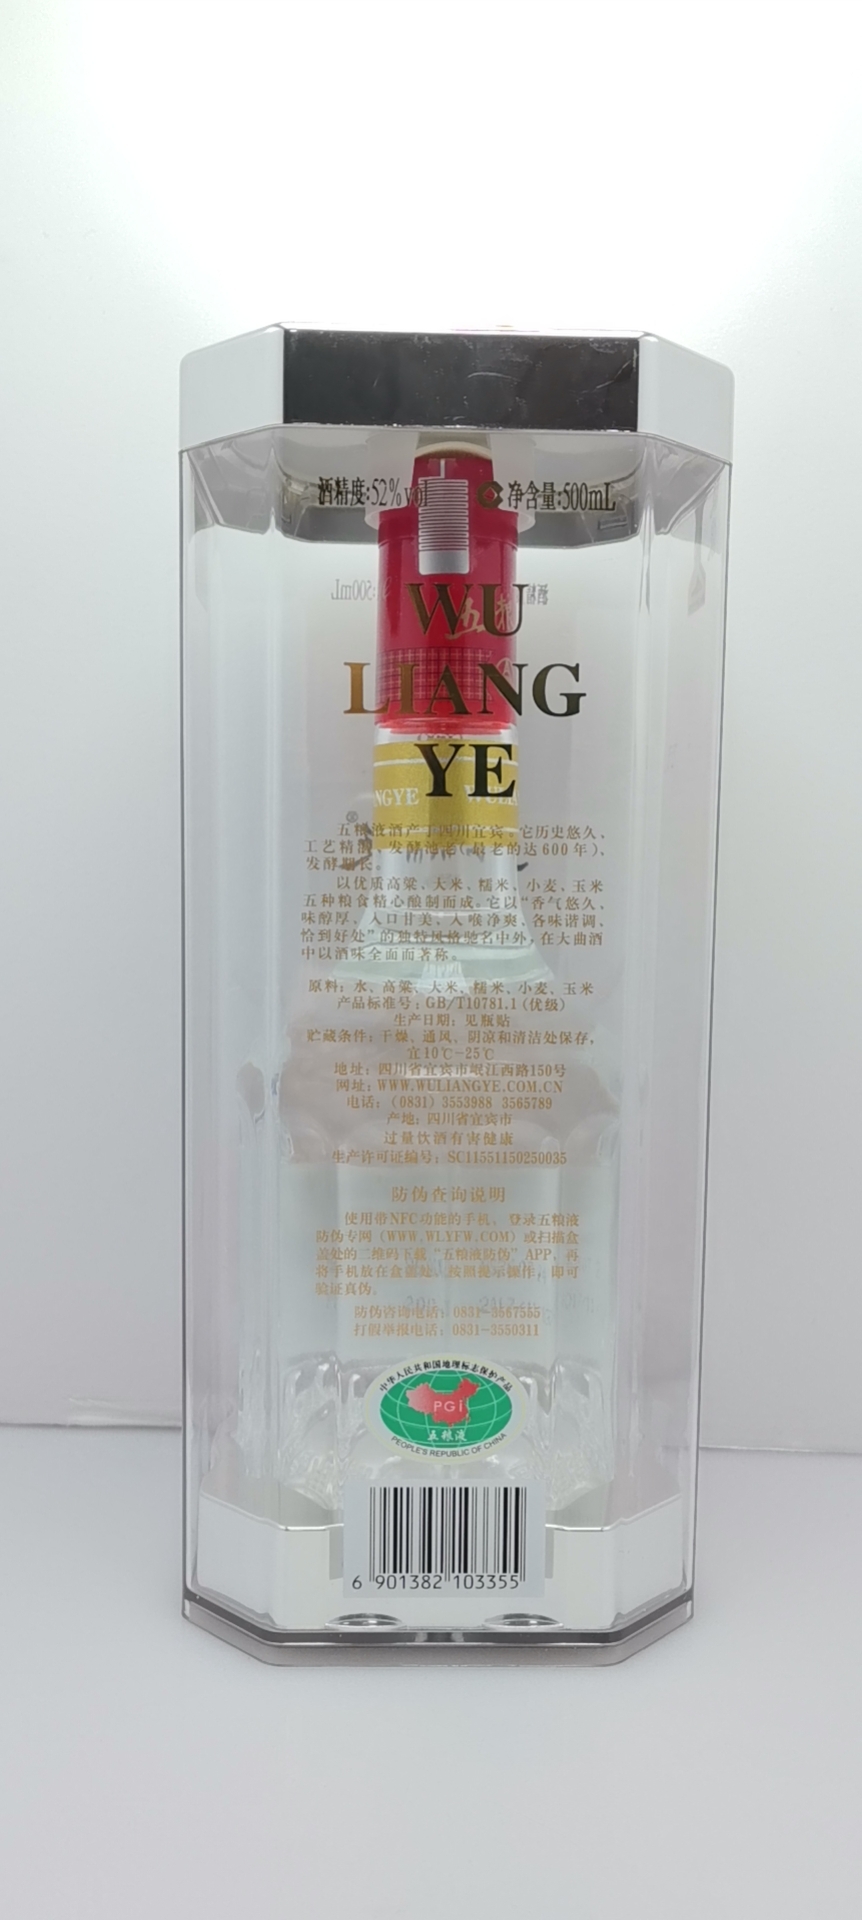 酒精度:52%vol 净含量:500mL
WU
LIANG
YE
五粮液酒产于四川宜宾。它历史悠久、
工艺精湛、发酵池老(最老的达600年)、
发酵期长。
以优质高粱、大米、糯米、小麦、玉米
五种粮食精心酿制而成。它以“香气悠久、
味醇厚、入口甘美、入喉净爽、各味谐调、
恰到好处”的独特风格驰名中外，在大曲酒
中以酒味全面而著称。
原料：水、高粱、大米、糯米、小麦、玉米
产品标准号：GB/T10781.1(优级)
生产日期：见瓶贴
贮藏条件：干燥、通风、阴凉和清洁处保存，
宜10℃-25℃
地址：四川省宜宾市岷江西路150号
网址：WWW.WULIANGYE.COM.CN
电话：(0831) 3553988 3565789
产地：四川省宜宾市
过量饮酒有害健康
生产许可证编号：SC11551150250035
防伪查询说明
使用带NFC功能的手机，登录五粮液
防伪专网（WWW.WLYFW.COM）或扫描盒
盖处的二维码下载“五粮液防伪”APP，再
将手机放在盒盖处，按照提示操作，即可
验证真伪。
防伪咨询电话：0831-3567555
打假举报电话：0831-3550311
中华人民共和国地理标志保护产品
PGI
五粮液
PEOPLE'S REPUBLIC OF CHINA
6 901382 103355